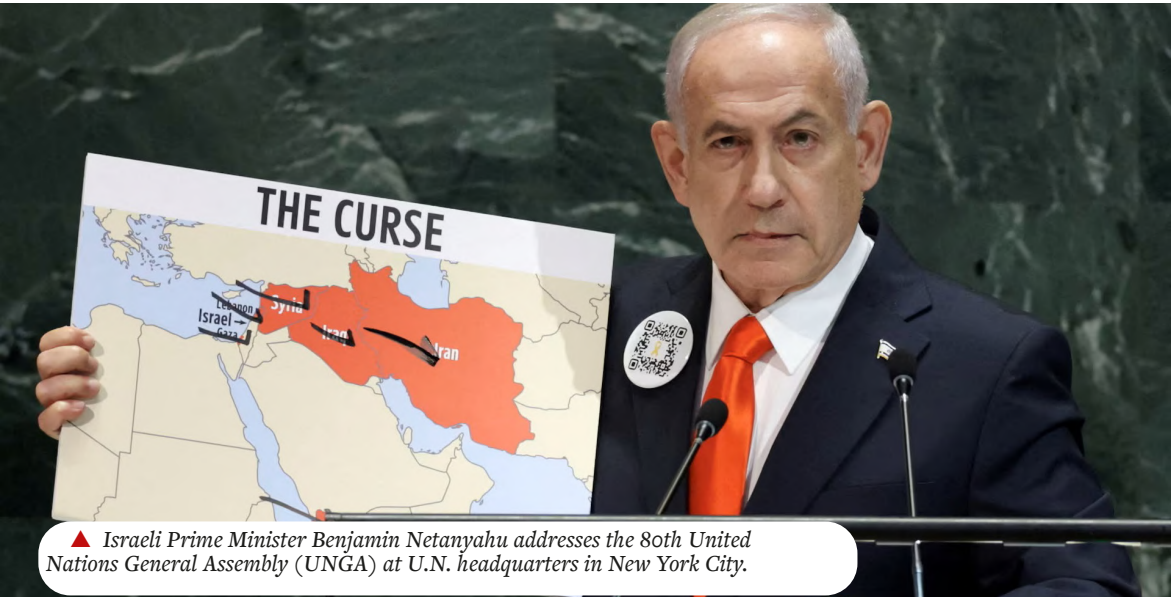 THE CURSE
Lebanon
Syria
Israel
Gaza
Iraq
Iran
▲ Israeli Prime Minister Benjamin Netanyahu addresses the 80th United
Nations General Assembly (UNGA) at U.N. headquarters in New York City.